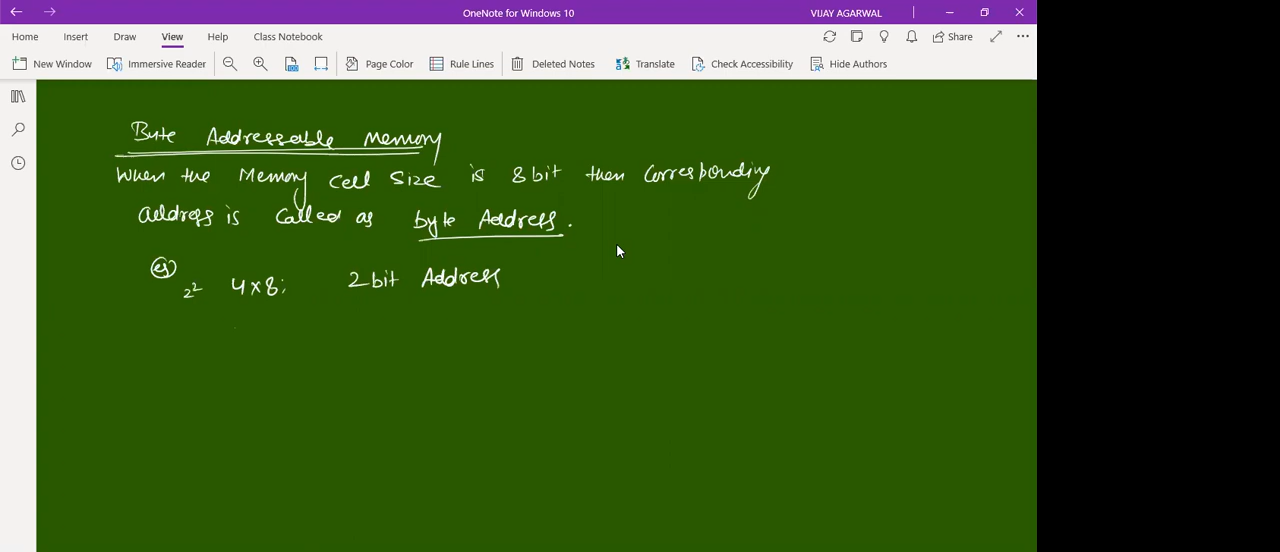 OneNote for Windows 10
VIJAY AGARWAL
Home Insert Draw View Help Class Notebook
Share
New Window Immersive Reader Page Color Rule Lines Deleted Notes Translate Check Accessibility Hide Authors
Byte Addressable Memory
When the Memory Cell Size is 8 bit then Corresponding
Address is Called as byte Address.
eg
2² 4×8; 2 bit Address